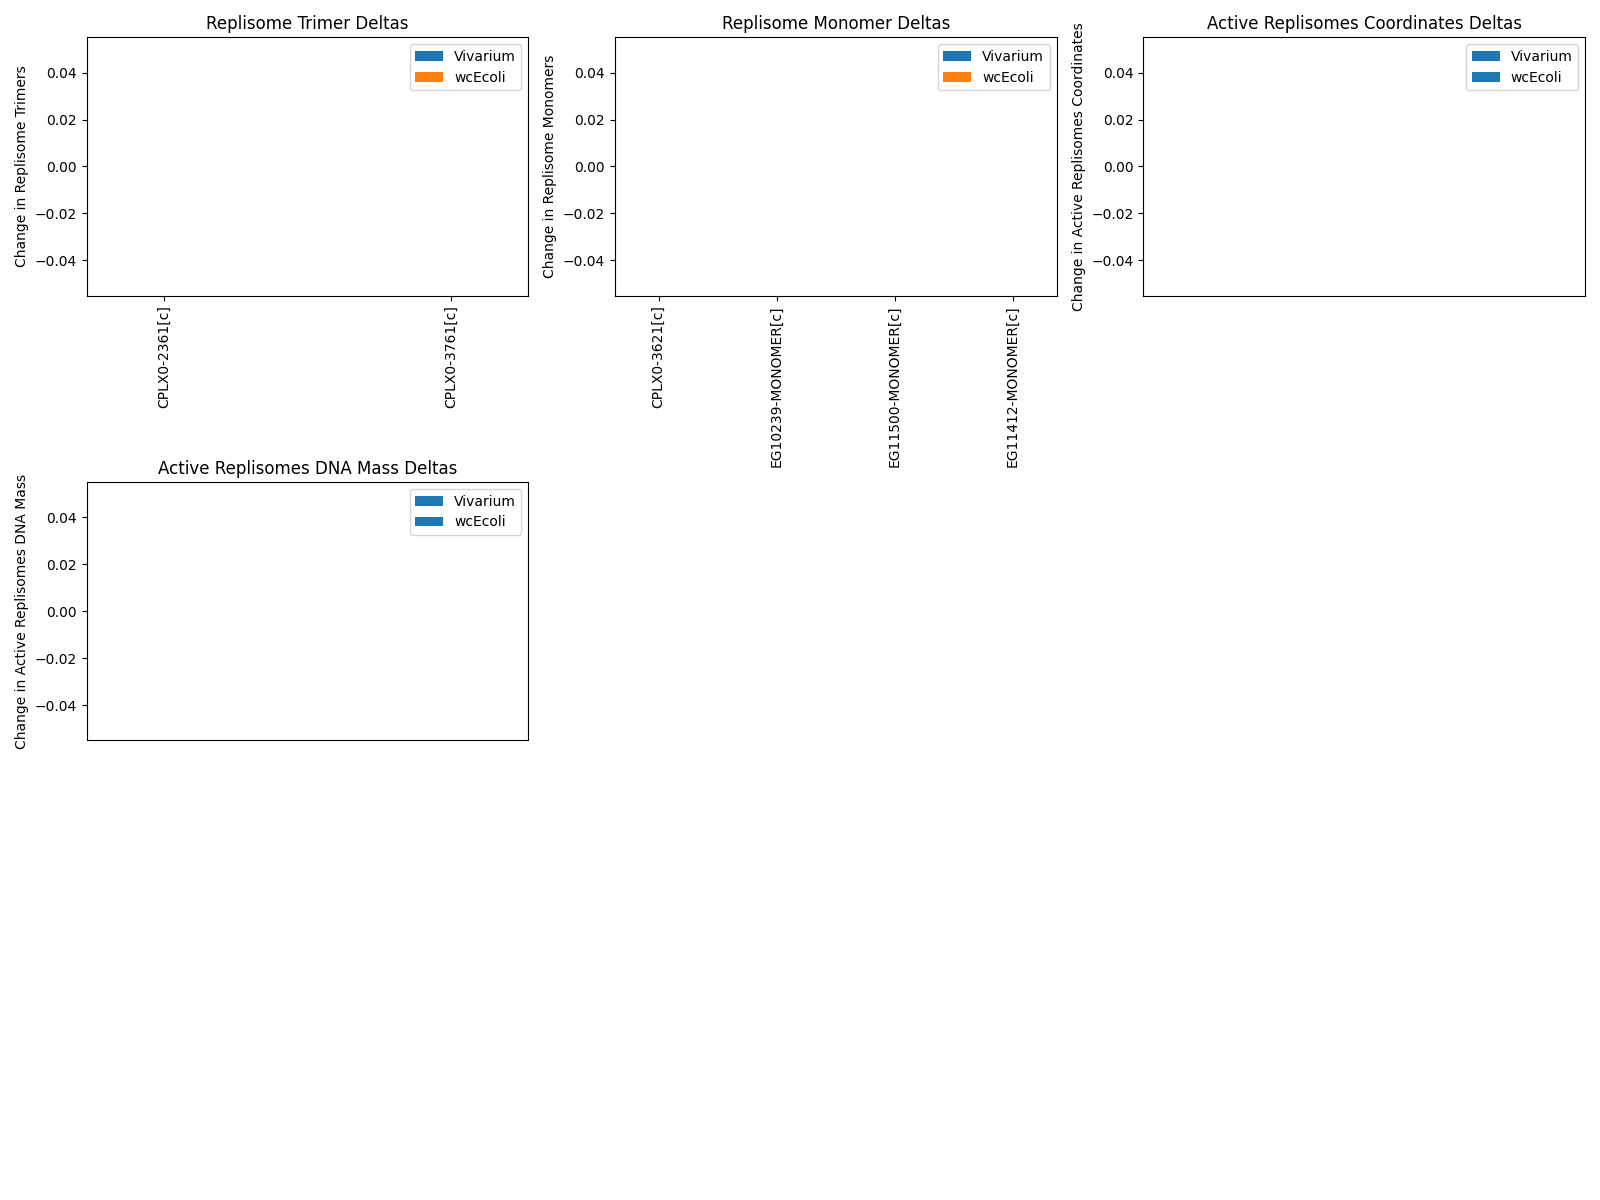 Replisome Trimer Deltas
Change in Replisome Trimers
0.04
0.02
0.00
−0.02
−0.04
Vivarium
wcEcoli
CPLX0-2361[c]
CPLX0-3761[c]
Replisome Monomer Deltas
Change in Replisome Monomers
0.04
0.02
0.00
−0.02
−0.04
Vivarium
wcEcoli
CPLX0-3621[c]
EG10239-MONOMER[c]
EG11500-MONOMER[c]
EG11412-MONOMER[c]
Active Replisomes Coordinates Deltas
Change in Active Replisomes Coordinates
0.04
0.02
0.00
−0.02
−0.04
Vivarium
wcEcoli
Active Replisomes DNA Mass Deltas
Change in Active Replisomes DNA Mass
0.04
0.02
0.00
−0.02
−0.04
Vivarium
wcEcoli